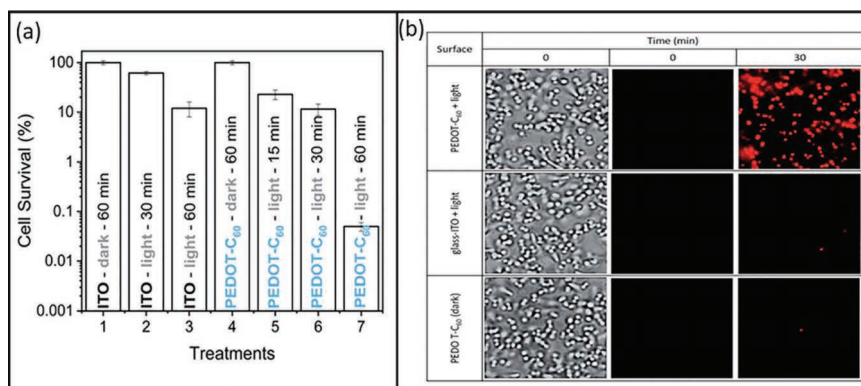 (a)
Cell Survival (%)
100
10
1
0.1
0.01
0.001
ITO - dark - 60 min
ITO - light - 30 min
ITO - light - 60 min
PEDOT-C60 - dark - 60 min
PEDOT-C60 - light - 15 min
PEDOT-C60 - light - 30 min
PEDOT-C60 - light - 60 min
1 2 3 4 5 6 7
Treatments
(b)
Surface
Time (min)
0 0 30
PEDOT-C60 + light
glass-ITO + light
PEDO T-C60 (dark)